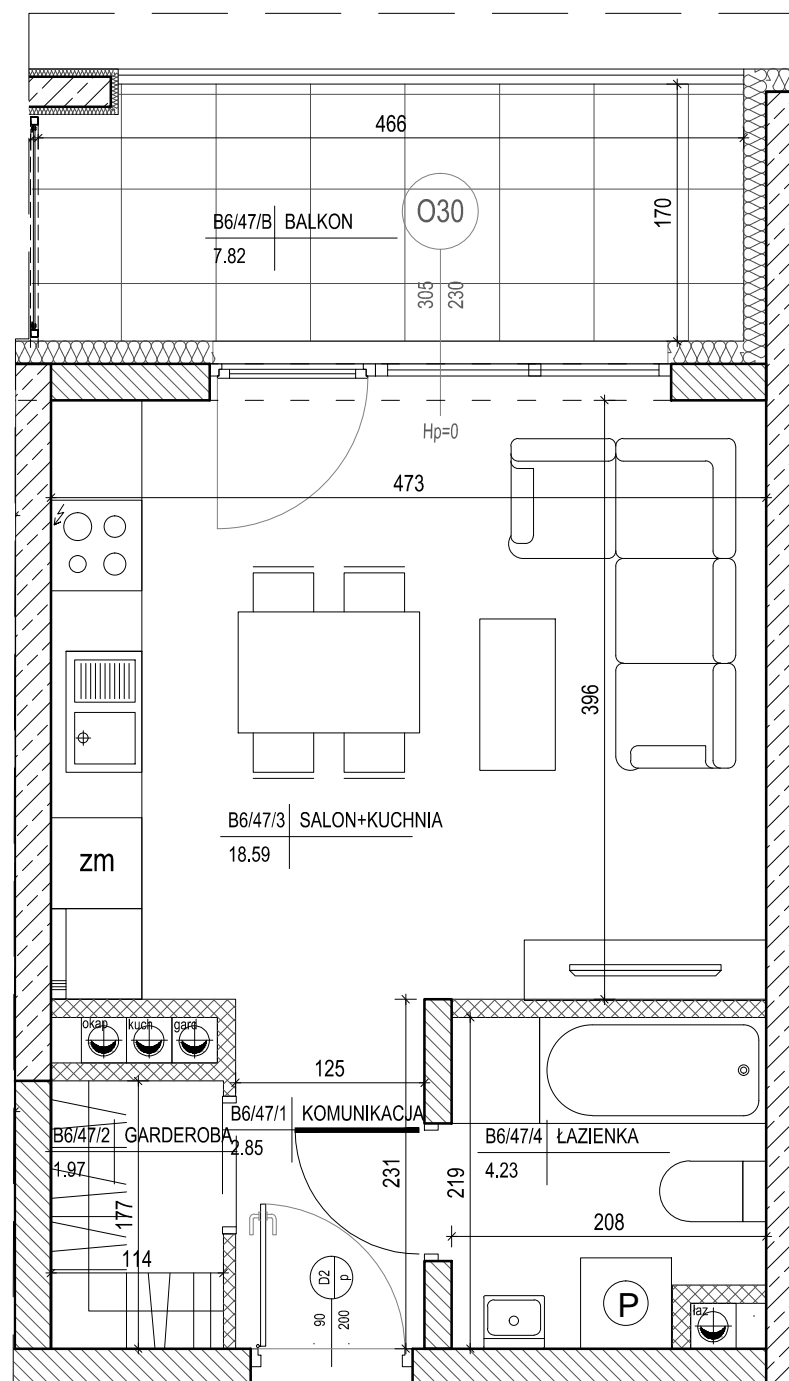 466
170
B6/47/B BALKON
7.82
O30
305
230
Hp=0
473
396
B6/47/3 SALON+KUCHNIA
18.59
zm
okap kuch gard
125
B6/47/1 KOMUNIKACJA
2.85
B6/47/2 GARDEROBA
1.97
177
114
231
219
B6/47/4 ŁAZIENKA
4.23
208
D2
p
90
200
P
łaz